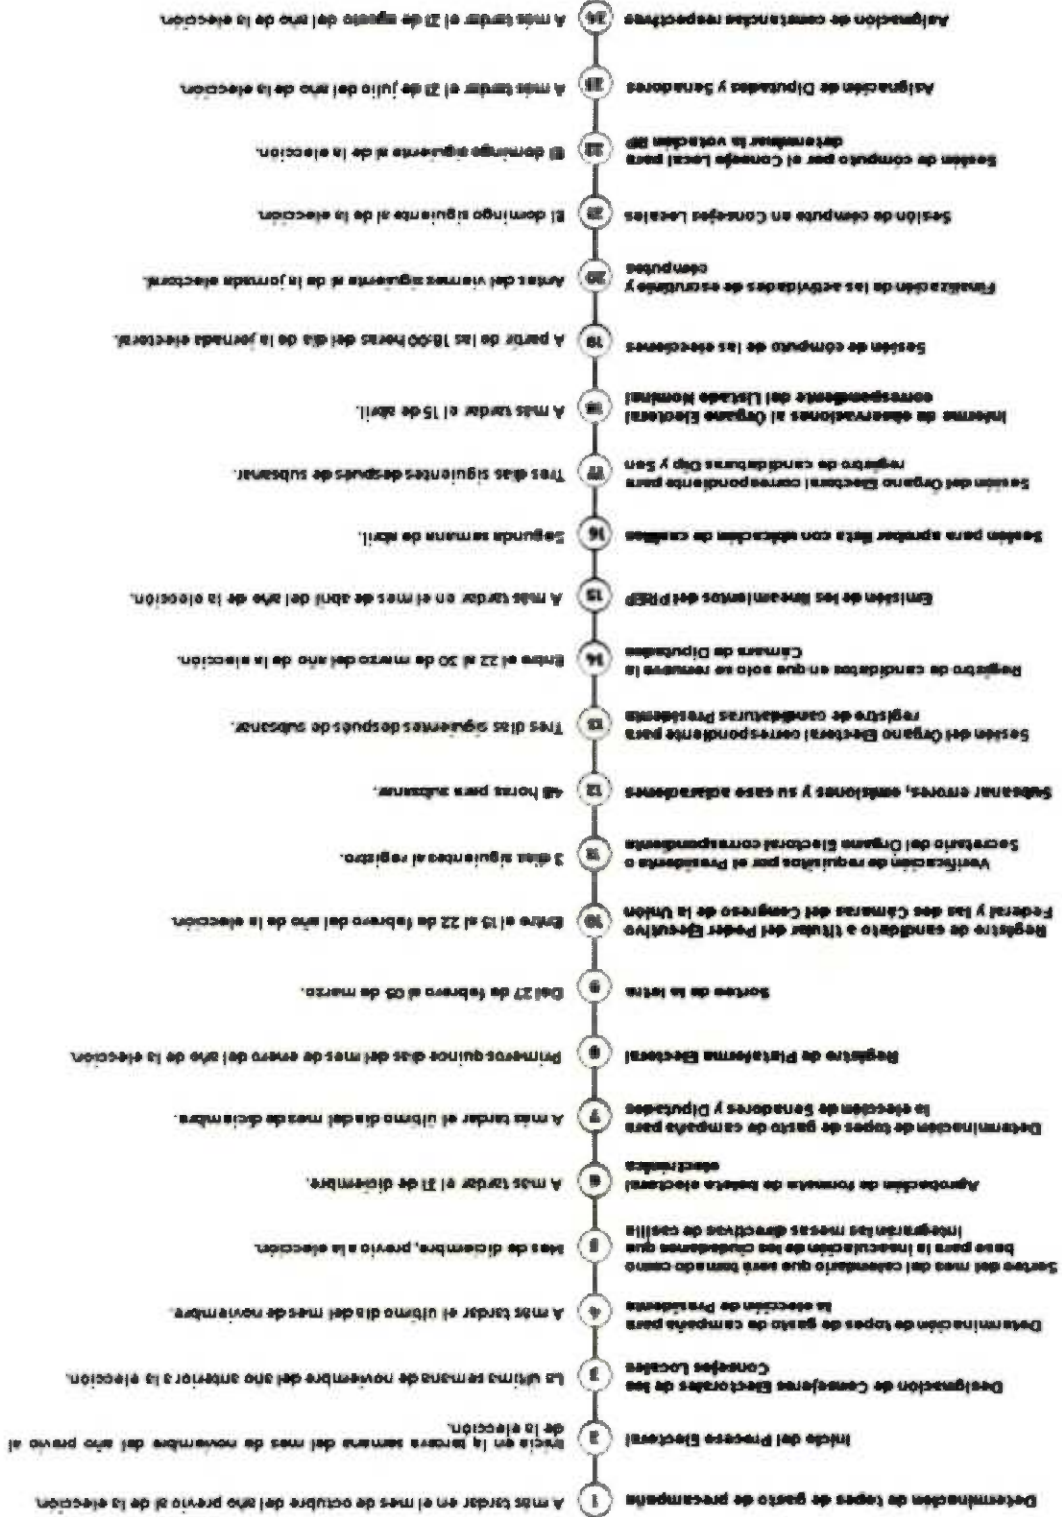 Determinación de topes de gasto de precampaña
1
A más tardar en el mes de octubre del año previo al de la elección.
Inicio del Proceso Electoral
2
Inicia en la tercera semana del mes de noviembre del año previo al
de la elección.
Designación de Consejeros Electorales de los
Consejos Locales
3
La última semana de noviembre del año anterior a la elección.
Determinación de topes de gasto de campaña para
la elección de Presidente
4
A más tardar el último día del mes de noviembre.
Sorteo del mes del calendario que será tomado como
base para la insaculación de los ciudadanos que
integrarán las mesas directivas de casilla
5
Mes de diciembre, previo a la elección.
Aprobación de formato de boleta electoral
electrónica
6
A más tardar el 31 de diciembre.
Determinación de topes de gasto de campaña para
la elección de Senadores y Diputados
7
A más tardar el último día del mes de diciembre.
Registro de Plataforma Electoral
8
Primeros quince días del mes de enero del año de la elección.
Sorteo de la letra
9
Del 27 de febrero al 05 de marzo.
Registro de candidato a titular del Poder Ejecutivo
Federal y las dos Cámaras del Congreso de la Unión
10
Entre el 15 al 22 de febrero del año de la elección.
Verificación de requisitos por el Presidente o
Secretario del Órgano Electoral correspondiente
11
3 días siguientes al registro.
Subsanar errores, omisiones y su caso aclaraciones
12
48 horas para subsanar.
Sesión del Órgano Electoral correspondiente para
registro de candidaturas Presidente
13
Tres días siguientes después de subsanar.
Registro de candidatos en que solo se renueve la
Cámara de Diputados
14
Entre el 22 al 30 de marzo del año de la elección.
Emisión de los lineamientos del PREP
15
A más tardar en el mes de abril del año de la elección.
Sesión para aprobar lista con ubicación de casillas
16
Segunda semana de abril.
Sesión del Órgano Electoral correspondiente para
registro de candidaturas Dip y Sen
17
Tres días siguientes después de subsanar.
Informe de observaciones al Órgano Electoral
correspondiente del Listado Nominal
18
A más tardar el 15 de abril.
Sesión de cómputo de las elecciones
19
A partir de las 18:00 horas del día de la jornada electoral.
Finalización de las actividades de escrutinio y
cómputos
20
Antes del viernes siguiente al de la jornada electoral.
Sesión de cómputo en Consejos Locales
21
El domingo siguiente al de la elección.
Sesión de cómputo por el Consejo Local para
determinar la votación RP
22
El domingo siguiente al de la elección.
Asignación de Diputados y Senadores
23
A más tardar el 31 de julio del año de la elección.
Asignación de constancias respectivas
24
A más tardar el 31 de agosto del año de la elección.